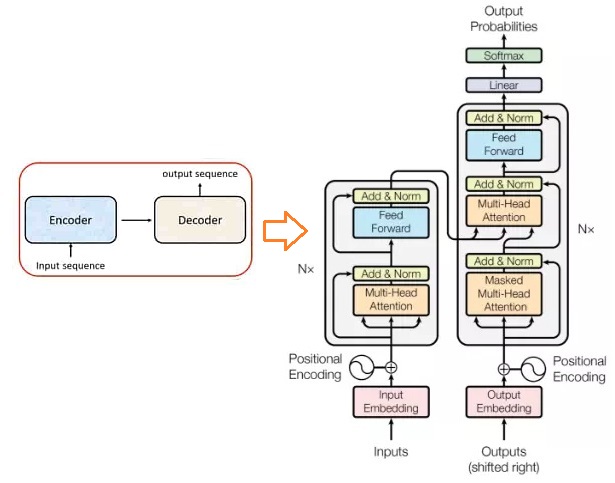 output sequence
Encoder
Decoder
Input sequence
Output
Probabilities
Softmax
Linear
Add & Norm
Feed
Forward
Add & Norm
Multi-Head
Attention
Nx
Add & Norm
Masked
Multi-Head
Attention
Add & Norm
Feed
Forward
Nx
Add & Norm
Multi-Head
Attention
Positional
Encoding
Positional
Encoding
Input
Embedding
Output
Embedding
Inputs
Outputs
(shifted right)